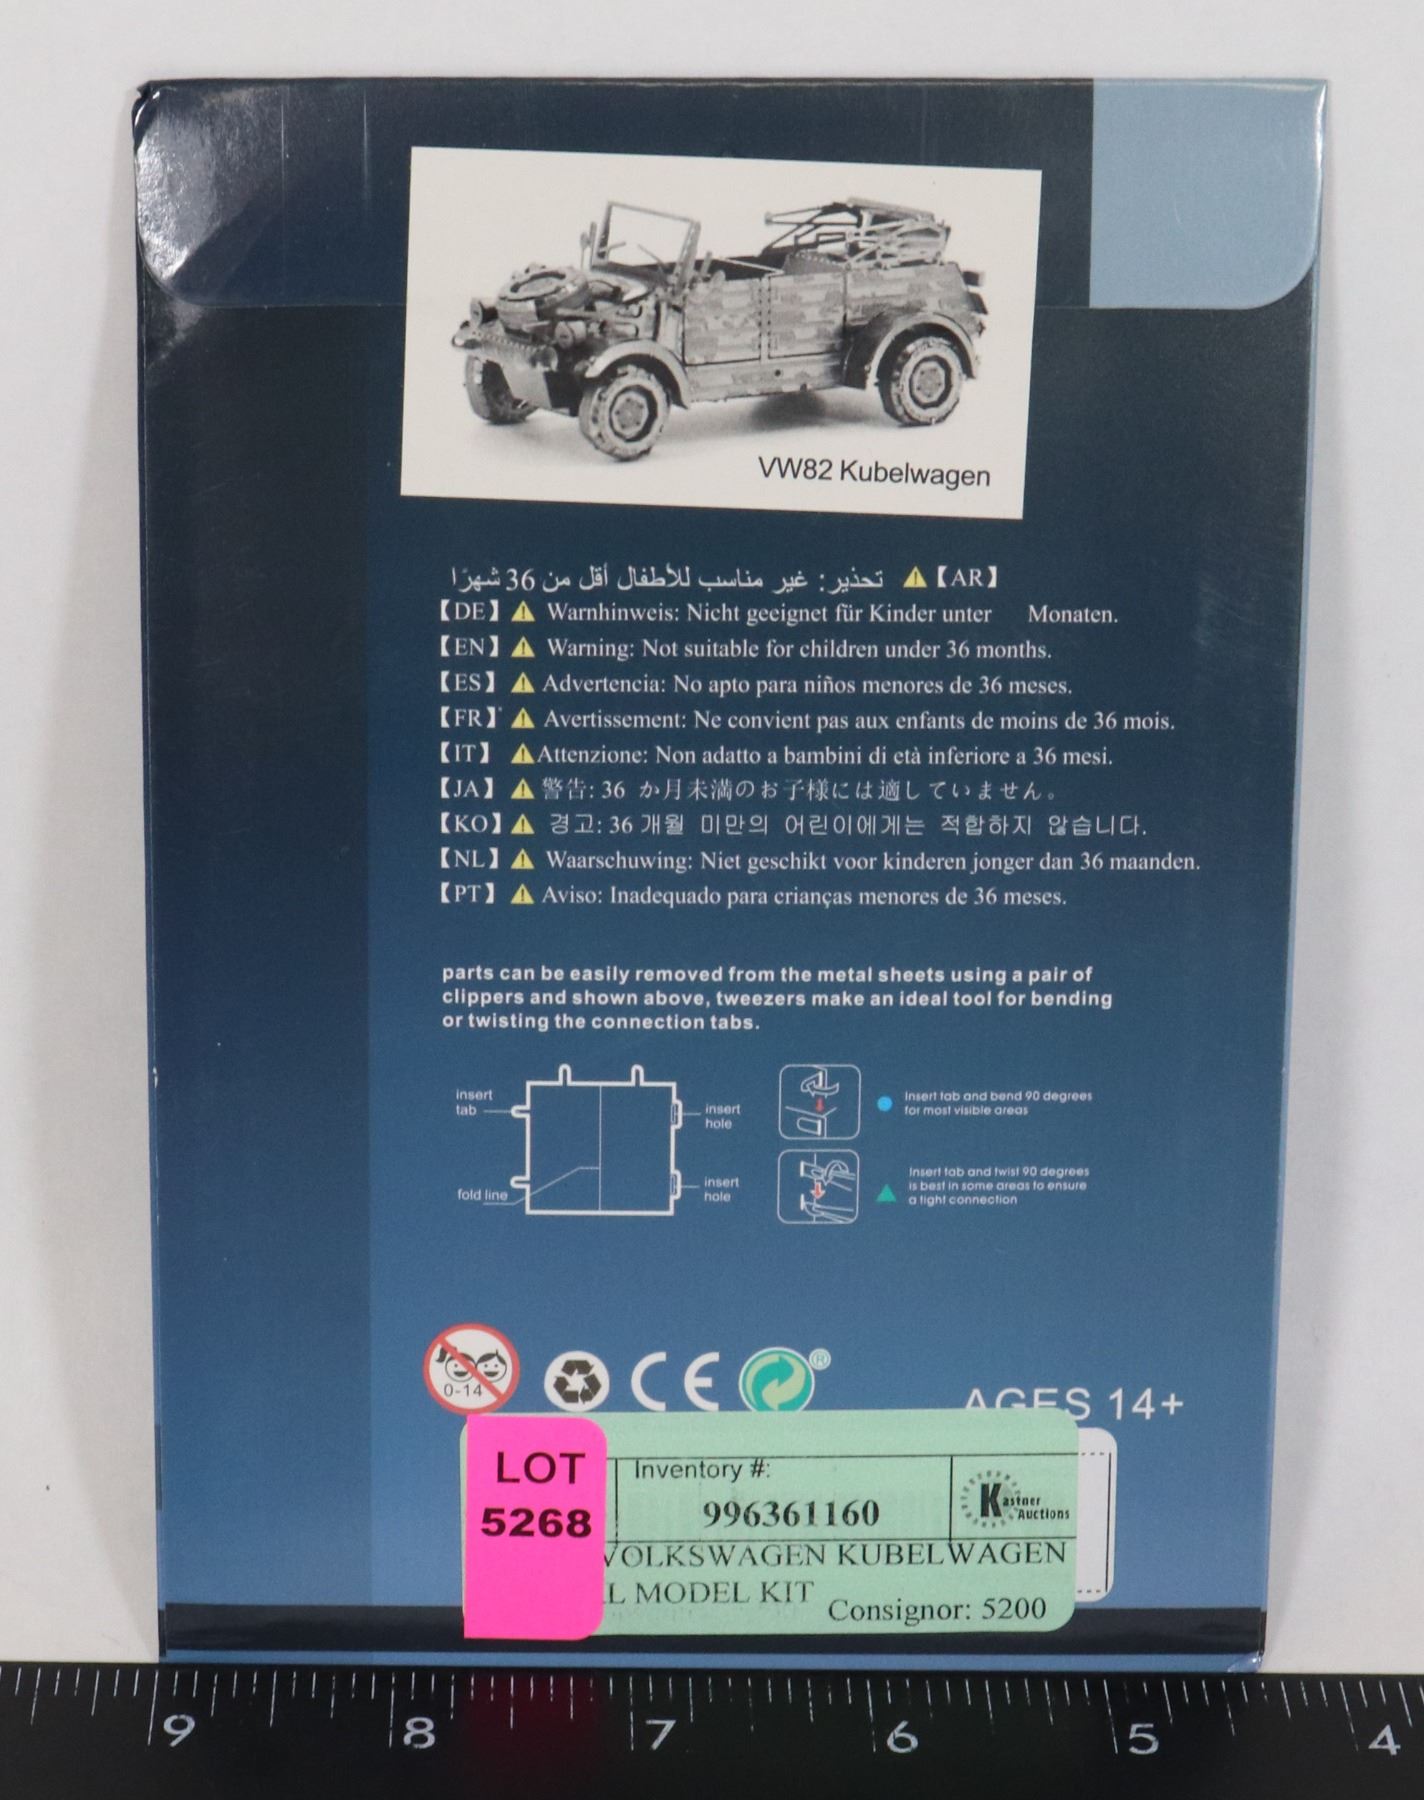 VW82 Kubelwagen
تحذير: غير مناسب للأطفال أقل من 36 شهرًا ⚠【AR】
【DE】⚠ Warnhinweis: Nicht geeignet für Kinder unter Monaten.
【EN】⚠ Warning: Not suitable for children under 36 months.
【ES】⚠ Advertencia: No apto para niños menores de 36 meses.
【FR】⚠ Avertissement: Ne convient pas aux enfants de moins de 36 mois.
【IT】⚠Attenzione: Non adatto a bambini di età inferiore a 36 mesi.
【JA】⚠警告: 36 か月未満のお子様には適していません。
【KO】⚠ 경고: 36 개월 미만의 어린이에게는 적합하지 않습니다.
【NL】⚠ Waarschuwing: Niet geschikt voor kinderen jonger dan 36 maanden.
【PT】⚠ Aviso: Inadequado para crianças menores de 36 meses.
parts can be easily removed from the metal sheets using a pair of
clippers and shown above, tweezers make an ideal tool for bending
or twisting the connection tabs.
insert
tab
fold line
insert
hole
insert
hole
Insert tab and bend 90 degrees
for most visible areas
Insert tab and twist 90 degrees
is best in some areas to ensure
a tight connection
0-14
CE
®
AGES 14+
LOT
5268
Inventory #:
996361160
Kastner
Auctions
VOLKSWAGEN KUBELWAGEN
L MODEL KIT
Consignor: 5200
9 8 7 6 5 4